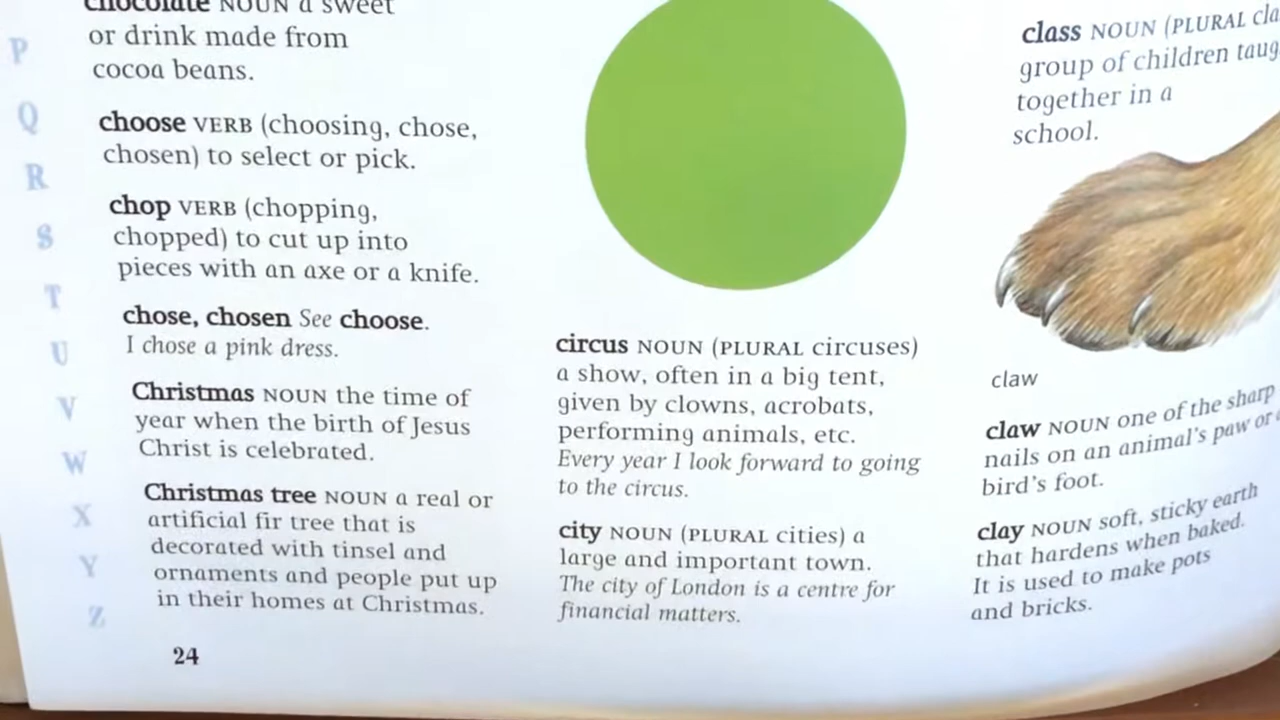 chocolate NOUN a sweet
or drink made from
cocoa beans.
choose VERB (choosing, chose,
chosen) to select or pick.
chop VERB (chopping,
chopped) to cut up into
pieces with an axe or a knife.
chose, chosen See choose.
I chose a pink dress.
Christmas NOUN the time of
year when the birth of Jesus
Christ is celebrated.
Christmas tree NOUN a real or
artificial fir tree that is
decorated with tinsel and
ornaments and people put up
in their homes at Christmas.
circus NOUN (PLURAL circuses)
a show, often in a big tent,
given by clowns, acrobats,
performing animals, etc.
Every year I look forward to going
to the circus.
city NOUN (PLURAL cities) a
large and important town.
The city of London is a centre for
financial matters.
class NOUN (PLURAL
group of children
together in a
school.
claw
claw NOUN one of the sharp
nails on an animal's paw or
bird's foot.
clay NOUN soft, sticky earth
that hardens when baked.
It is used to make pots
and bricks.
P
Q
R
S
T
U
V
W
X
Y
Z
24